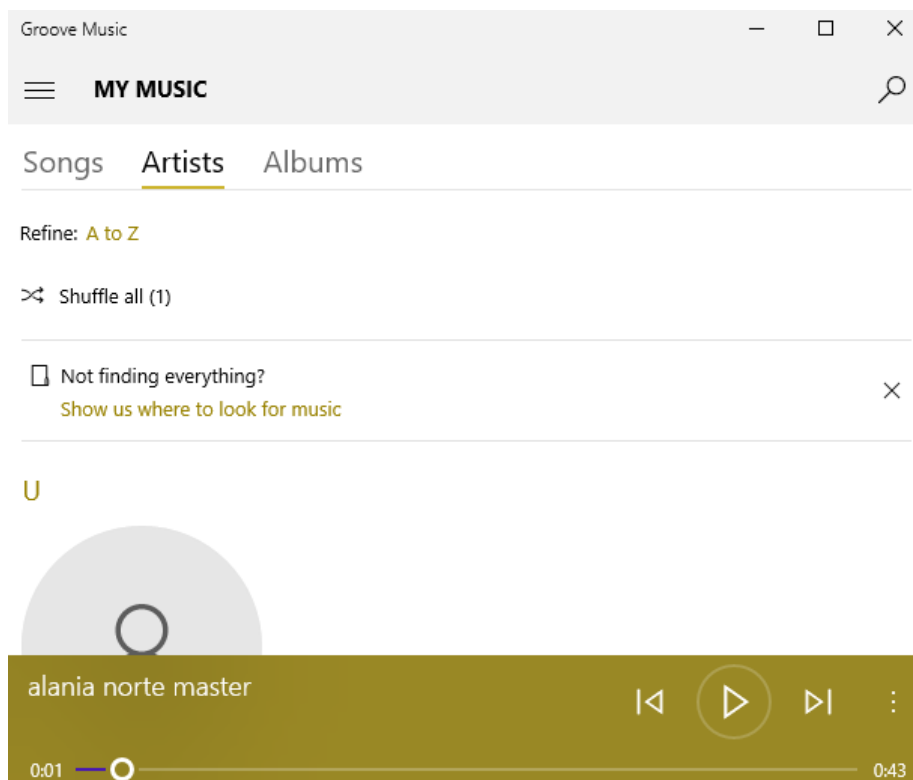 Groove Music
MY MUSIC
Songs Artists Albums
Refine: A to Z
Shuffle all (1)
Not finding everything?
Show us where to look for music
U
alania norte master
0:01 0:43